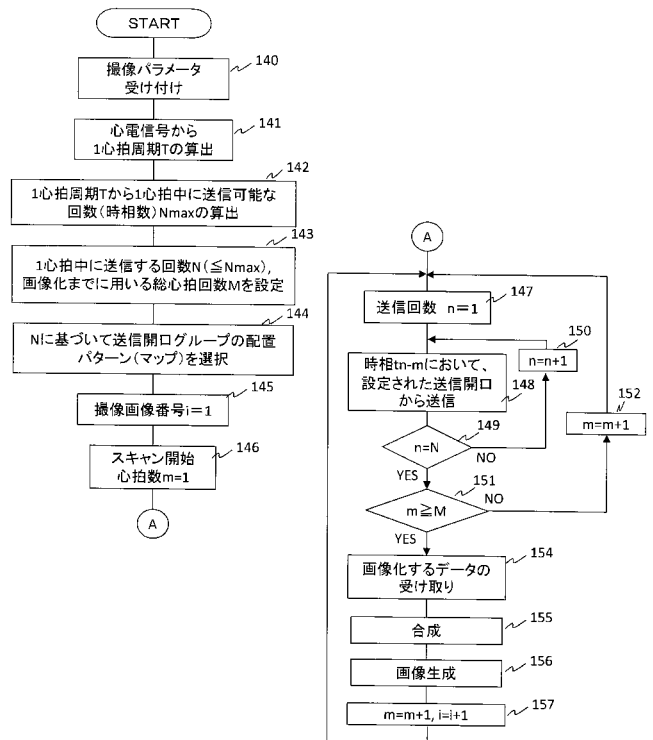 START
撮像パラメータ
受け付け
140
心電信号から
1心拍周期Tの算出
141
142
1心拍周期Tから1心拍中に送信可能な
回数(時相数)Nmaxの算出
143
1心拍中に送信する回数N(≦Nmax),
画像化までに用いる総心拍回数Mを設定
144
Nに基づいて送信開口グループの配置
パターン(マップ)を選択
145
撮像画像番号i=1
146
スキャン開始
心拍数m=1
A
A
送信回数 n=1
147
150
n=n+1
時相tn-mにおいて、
設定された送信開口
から送信
148
152
m=m+1
149
n=N
NO
YES
151
m≧M
NO
YES
154
画像化するデータの
受け取り
合成
155
画像生成
156
m=m+1, i=i+1
157